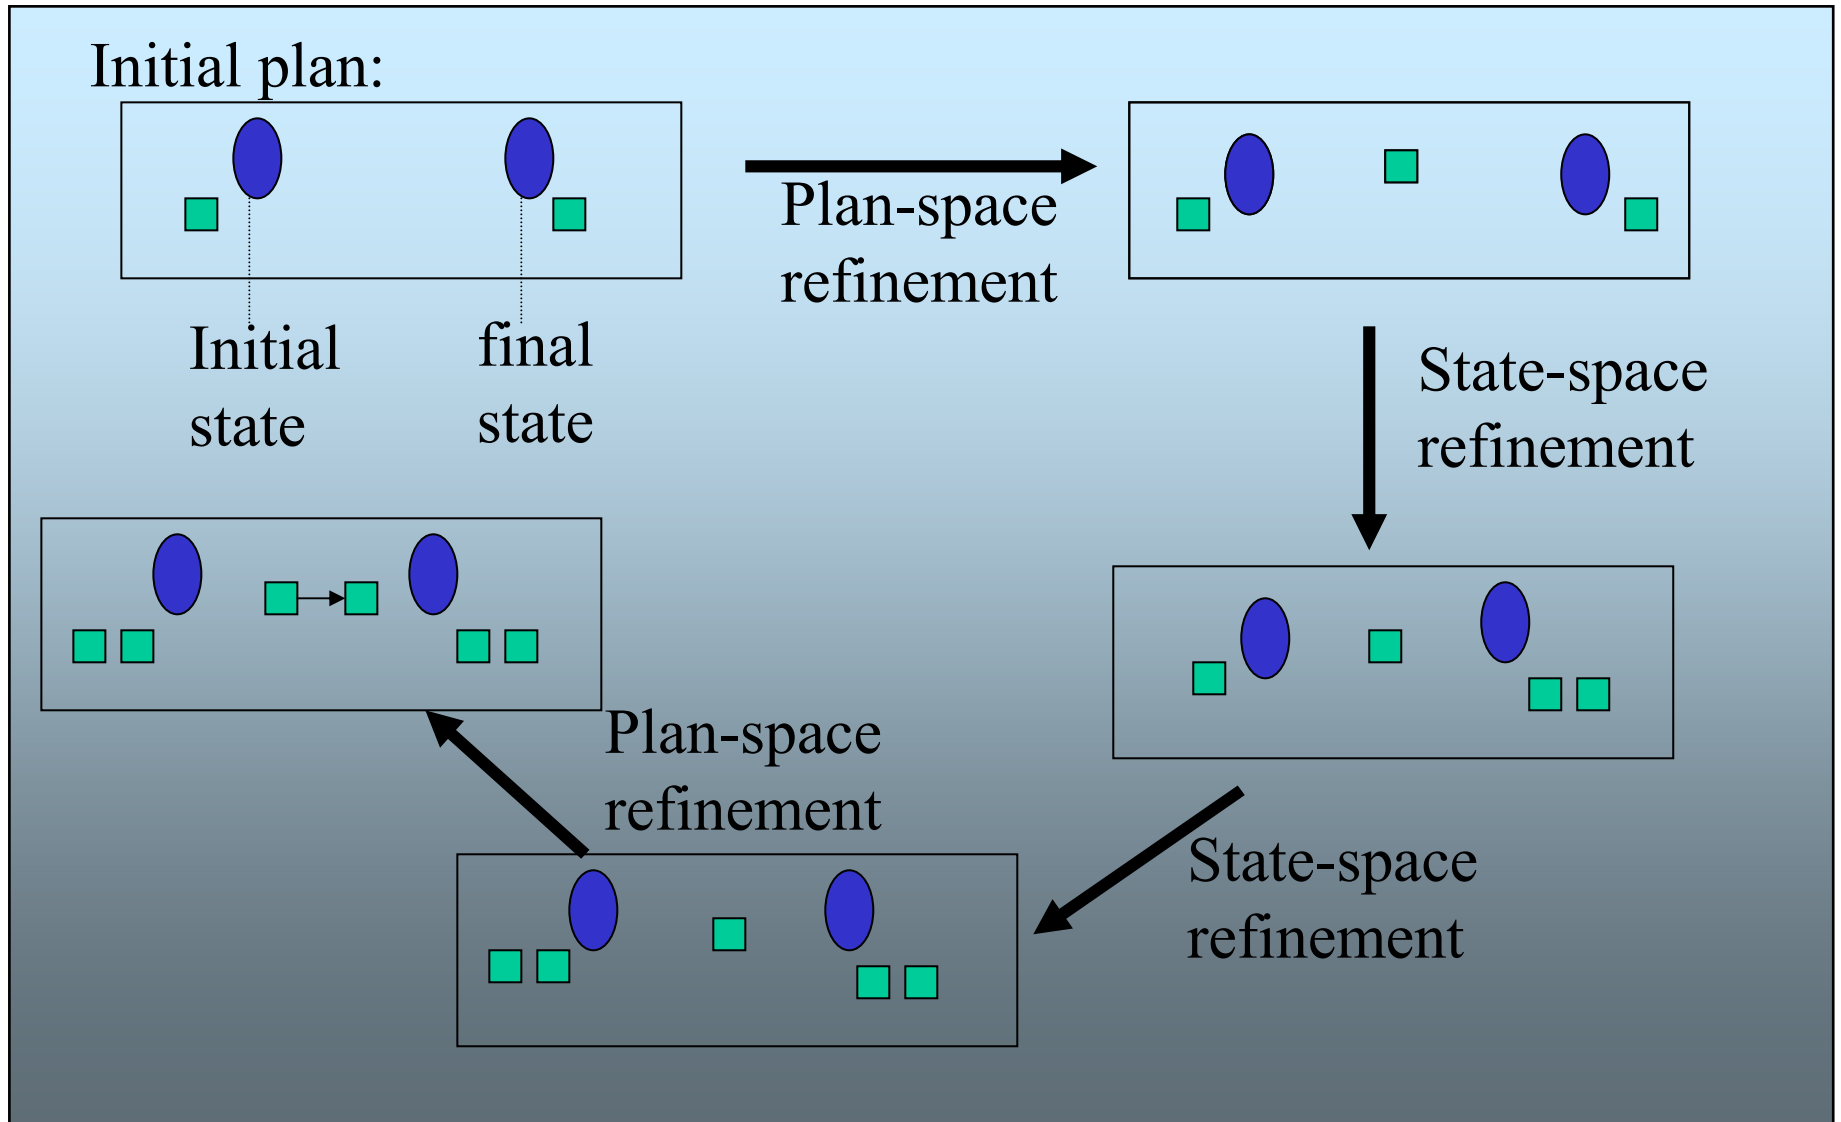 Initial plan:
Plan-space
refinement
Initial
state
final
state
State-space
refinement
Plan-space
refinement
State-space
refinement